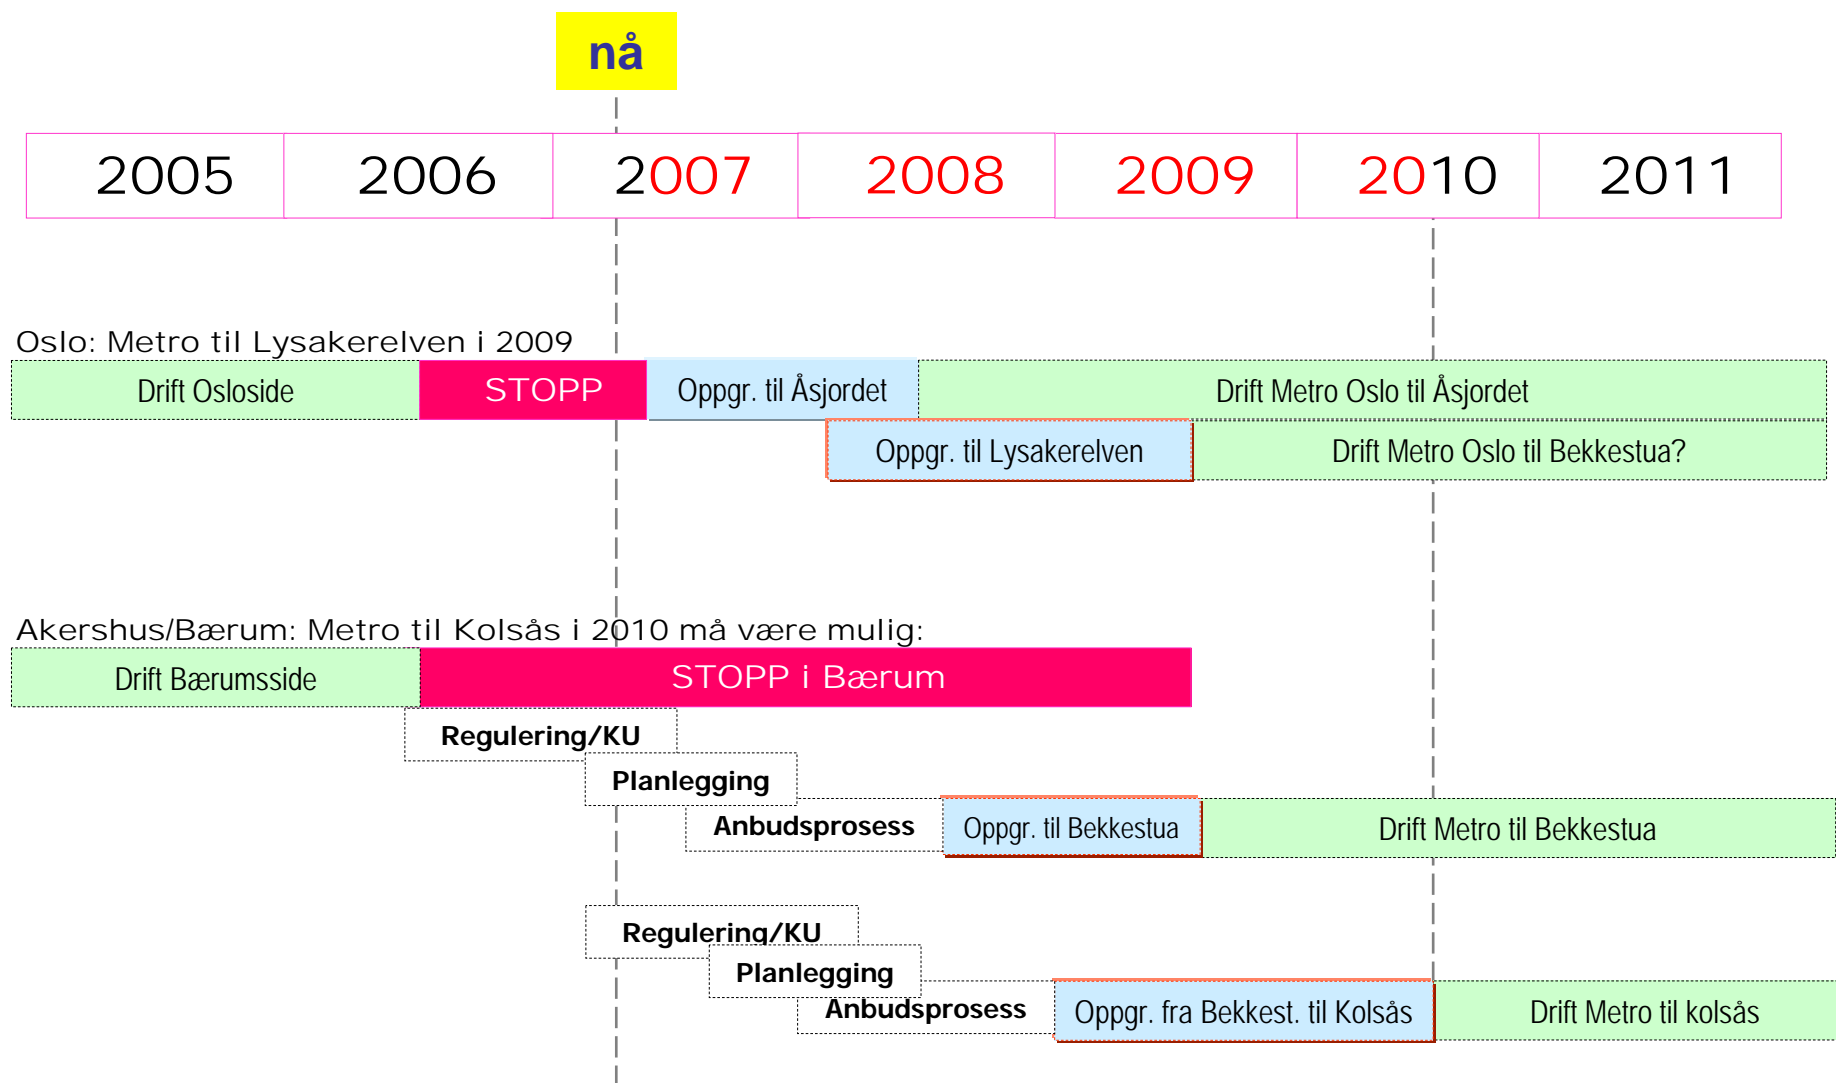 nå
2005 2006 2007 2008 2009 2010 2011
Oslo: Metro til Lysakerelven i 2009
Drift Osloside STOPP Oppgr. til Åsjordet Drift Metro Oslo til Åsjordet
Oppgr. til Lysakerelven Drift Metro Oslo til Bekkestua?
Akershus/Bærum: Metro til Kolsås i 2010 må være mulig:
Drift Bærumsside STOPP i Bærum
Regulering/KU
Planlegging
Anbudsprosess Oppgr. til Bekkestua Drift Metro til Bekkestua
Regulering/KU
Planlegging
Anbudsprosess Oppgr. fra Bekkest. til Kolsås Drift Metro til kolsås